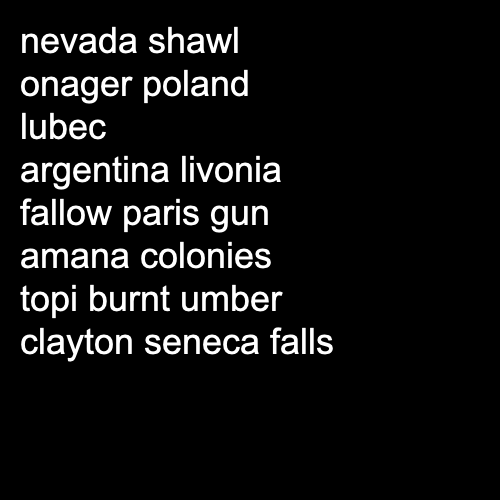 nevada shawl
onager poland
lubec
argentina livonia
fallow paris gun
amana colonies
topi burnt umber
clayton seneca falls